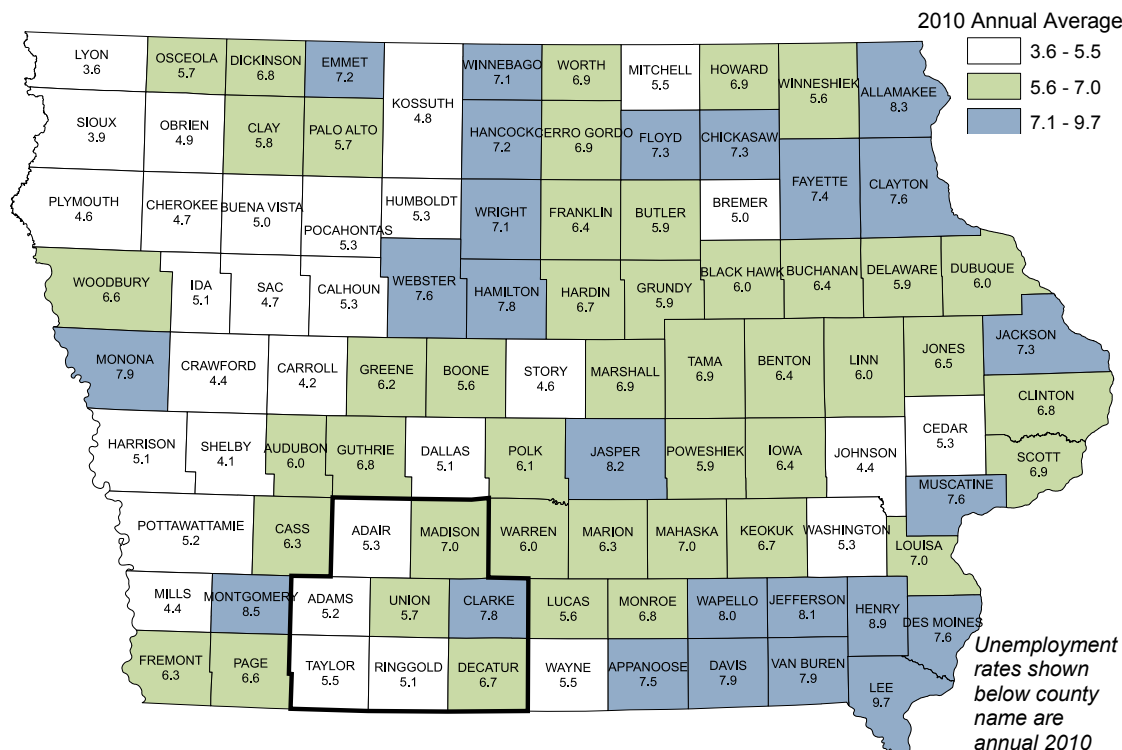 2010 Annual Average
3.6 - 5.5
5.6 - 7.0
7.1 - 9.7
LYON
3.6
OSCEOLA
5.7
DICKINSON
6.8
EMMET
7.2
KOSSUTH
4.8
WINNEBAGO
7.1
WORTH
6.9
MITCHELL
5.5
HOWARD
6.9
WINNESHIEK
5.6
ALLAMAKEE
8.3
SIOUX
3.9
OBRIEN
4.9
CLAY
5.8
PALO ALTO
5.7
HANCOCK
7.2
CERRO GORDO
6.9
FLOYD
7.3
CHICKASAW
7.3
FAYETTE
7.4
CLAYTON
7.6
PLYMOUTH
4.6
CHEROKEE
4.7
BUENA VISTA
5.0
POCAHONTAS
5.3
HUMBOLDT
5.3
WRIGHT
7.1
FRANKLIN
6.4
BUTLER
5.9
BREMER
5.0
WOODBURY
6.6
IDA
5.1
SAC
4.7
CALHOUN
5.3
WEBSTER
7.6
HAMILTON
7.8
HARDIN
6.7
GRUNDY
5.9
BLACK HAWK
6.0
BUCHANAN
6.4
DELAWARE
5.9
DUBUQUE
6.0
MONONA
7.9
CRAWFORD
4.4
CARROLL
4.2
GREENE
6.2
BOONE
5.6
STORY
4.6
MARSHALL
6.9
TAMA
6.9
BENTON
6.4
LINN
6.0
JONES
6.5
JACKSON
7.3
CLINTON
6.8
HARRISON
5.1
SHELBY
4.1
AUDUBON
6.0
GUTHRIE
6.8
DALLAS
5.1
POLK
6.1
JASPER
8.2
POWESHIEK
5.9
IOWA
6.4
JOHNSON
4.4
CEDAR
5.3
SCOTT
6.9
MUSCATINE
7.6
POTTAWATTAMIE
5.2
CASS
6.3
ADAIR
5.3
MADISON
7.0
WARREN
6.0
MARION
6.3
MAHASKA
7.0
KEOKUK
6.7
WASHINGTON
5.3
LOUISA
7.0
MILLS
4.4
MONTGOMERY
8.5
ADAMS
5.2
UNION
5.7
CLARKE
7.8
LUCAS
5.6
MONROE
6.8
WAPELLO
8.0
JEFFERSON
8.1
HENRY
8.9
DES MOINES
7.6
FREMONT
6.3
PAGE
6.6
TAYLOR
5.5
RINGGOLD
5.1
DECATUR
6.7
WAYNE
5.5
APPANOOSE
7.5
DAVIS
7.9
VAN BUREN
7.9
LEE
9.7
Unemployment
rates shown
below county
name are
annual 2010